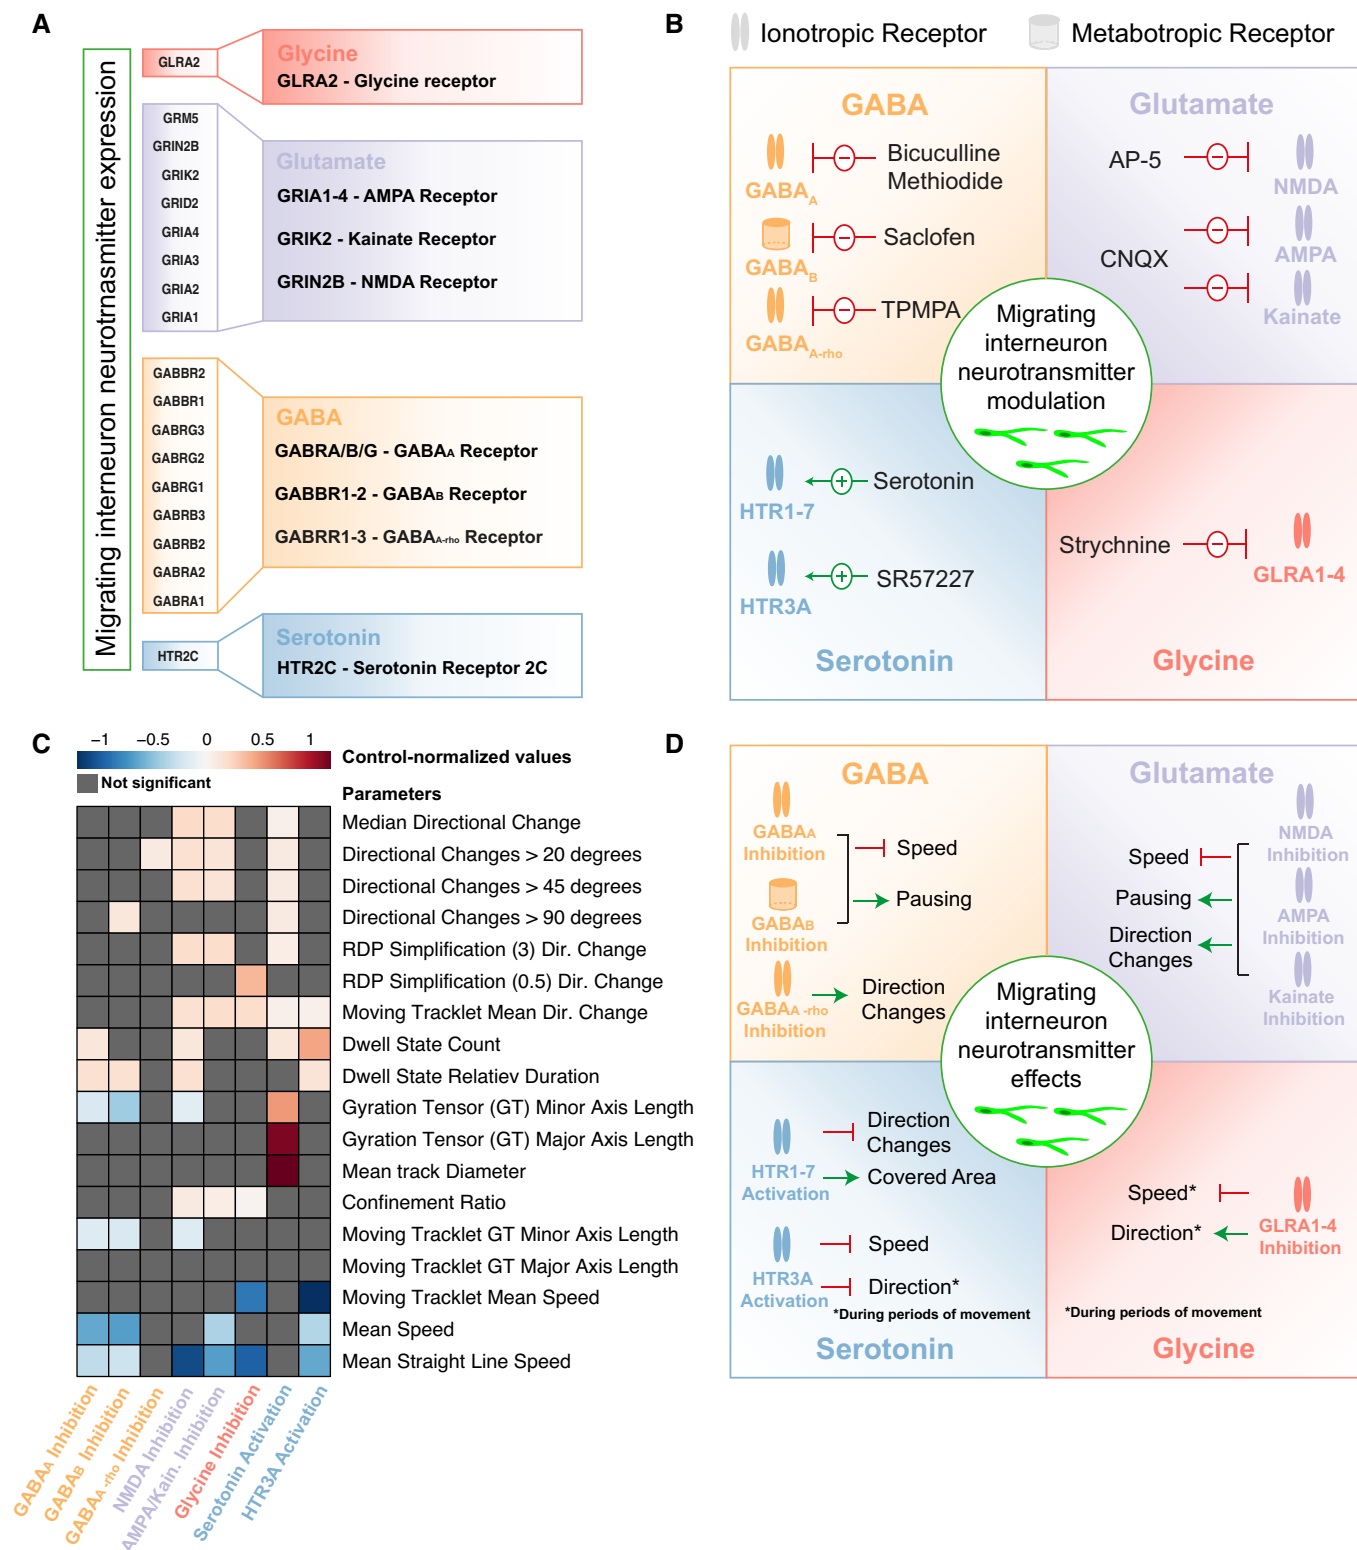 A
Migrating interneuron neurotnasmitter expression
GLRA2
Glycine
GLRA2 - Glycine receptor
GRM5
GRIN2B
GRIK2
GRID2
GRIA4
GRIA3
GRIA2
GRIA1
Glutamate
GRIA1-4 - AMPA Receptor
GRIK2 - Kainate Receptor
GRIN2B - NMDA Receptor
GABBR2
GABBR1
GABRG3
GABRG2
GABRG1
GABRB3
GABRB2
GABRA2
GABRA1
GABA
GABRA/B/G - GABAA Receptor
GABBR1-2 - GABAB Receptor
GABRR1-3 - GABAA-rho Receptor
HTR2C
Serotonin
HTR2C - Serotonin Receptor 2C
B
Ionotropic Receptor
Metabotropic Receptor
GABA
GABAA
− Bicuculline
Methiodide
GABAB
− Saclofen
GABAA-rho
− TPMPA
Glutamate
AP-5 −
NMDA
CNQX
−
AMPA
−
Kainate
Migrating
interneuron
neurotransmitter
modulation
HTR1-7
+ Serotonin
HTR3A
+ SR57227
Serotonin
Strychnine −
GLRA1-4
Glycine
C
−1 −0.5 0 0.5 1
Control-normalized values
Not significant
Parameters
Median Directional Change
Directional Changes > 20 degrees
Directional Changes > 45 degrees
Directional Changes > 90 degrees
RDP Simplification (3) Dir. Change
RDP Simplification (0.5) Dir. Change
Moving Tracklet Mean Dir. Change
Dwell State Count
Dwell State Relatiev Duration
Gyration Tensor (GT) Minor Axis Length
Gyration Tensor (GT) Major Axis Length
Mean track Diameter
Confinement Ratio
Moving Tracklet GT Minor Axis Length
Moving Tracklet GT Major Axis Length
Moving Tracklet Mean Speed
Mean Speed
Mean Straight Line Speed
GABAA Inhibition
GABAB Inhibition
GABAA -rho Inhibition
NMDA Inhibition
AMPA/Kain. Inhibition
Glycine Inhibition
Serotonin Activation
HTR3A Activation
D
GABA
GABAA
Inhibition
GABAB
Inhibition
Speed
Pausing
GABAA -rho
Inhibition
Direction
Changes
Glutamate
Speed
Pausing
Direction
Changes
NMDA
Inhibition
AMPA
Inhibition
Kainate
Inhibition
Migrating
interneuron
neurotransmitter
effects
HTR1-7
Activation
Direction
Changes
Covered Area
HTR3A
Activation
Speed
Direction*
*During periods of movement
Serotonin
Speed*
Direction*
GLRA1-4
Inhibition
*During periods of movement
Glycine